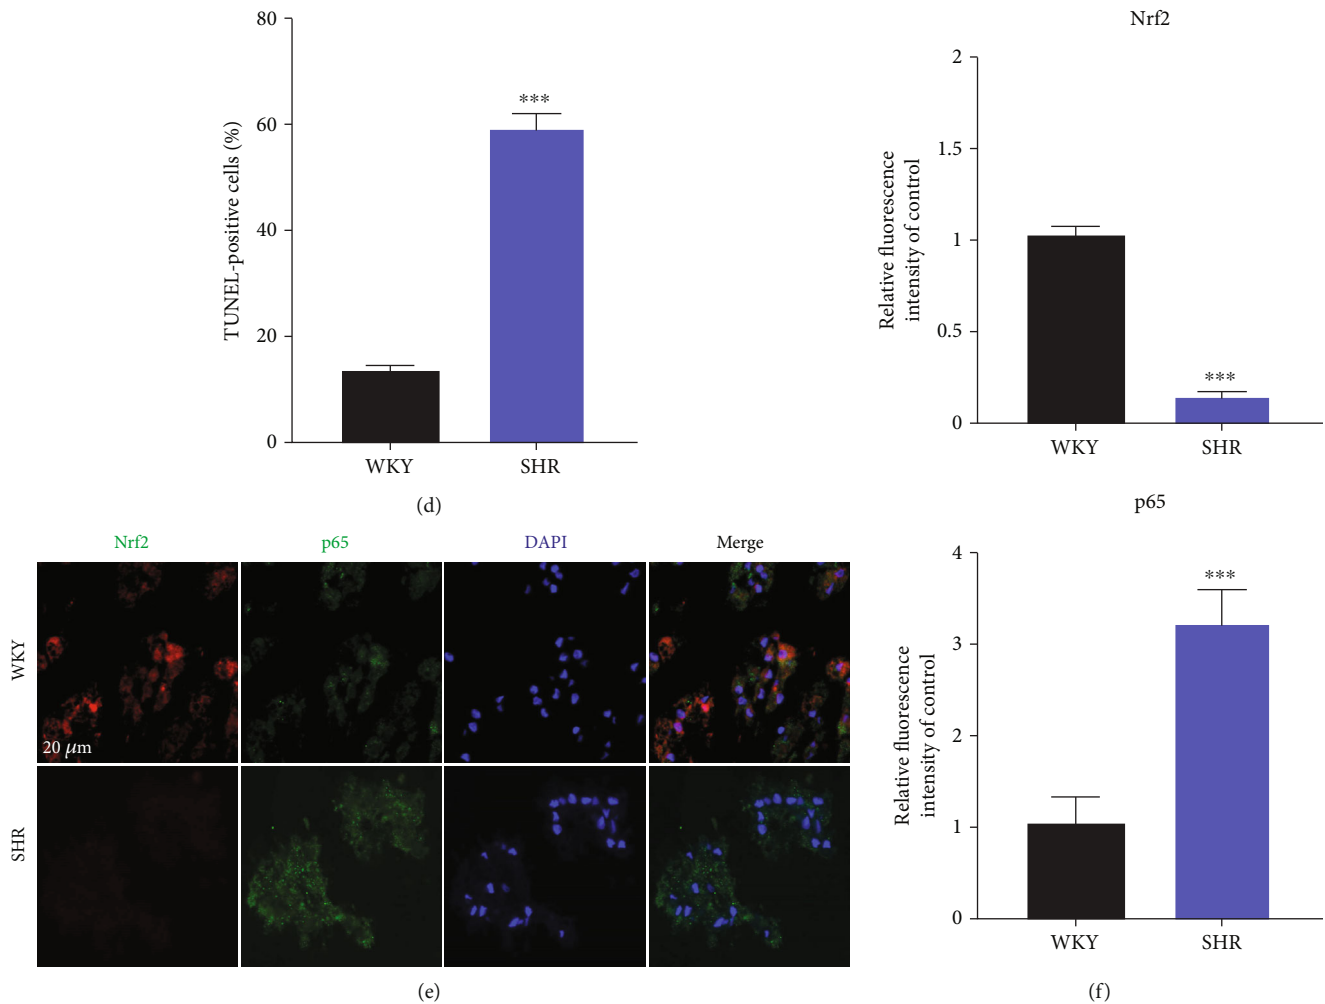 80
60
40
20
0
TUNEL-positive cells (%)
***
WKY
SHR
(d)
Nrf2
2
1.5
1
0.5
0
Relative fluorescence
intensity of control
***
WKY
SHR
Nrf2
p65
DAPI
Merge
WKY
20 μm
SHR
(e)
p65
4
3
2
1
0
Relative fluorescence
intensity of control
***
WKY
SHR
(f)